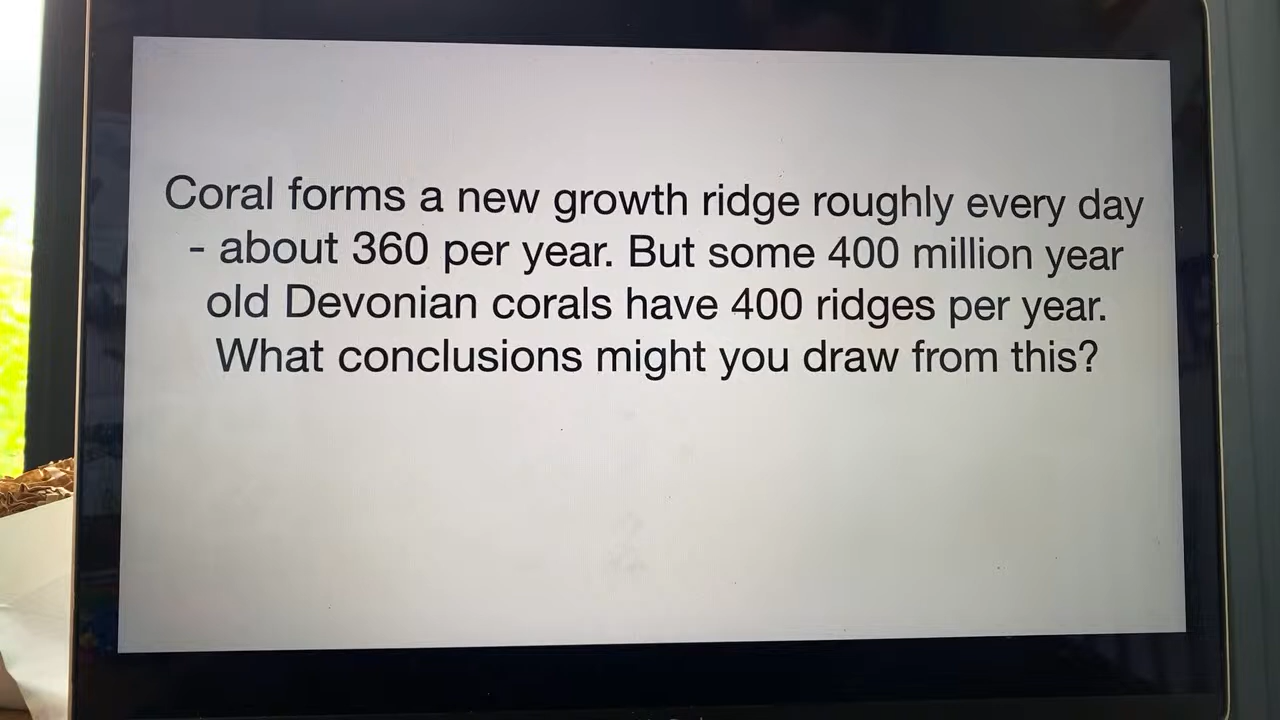 Coral forms a new growth ridge roughly every day
- about 360 per year. But some 400 million year
old Devonian corals have 400 ridges per year.
What conclusions might you draw from this?